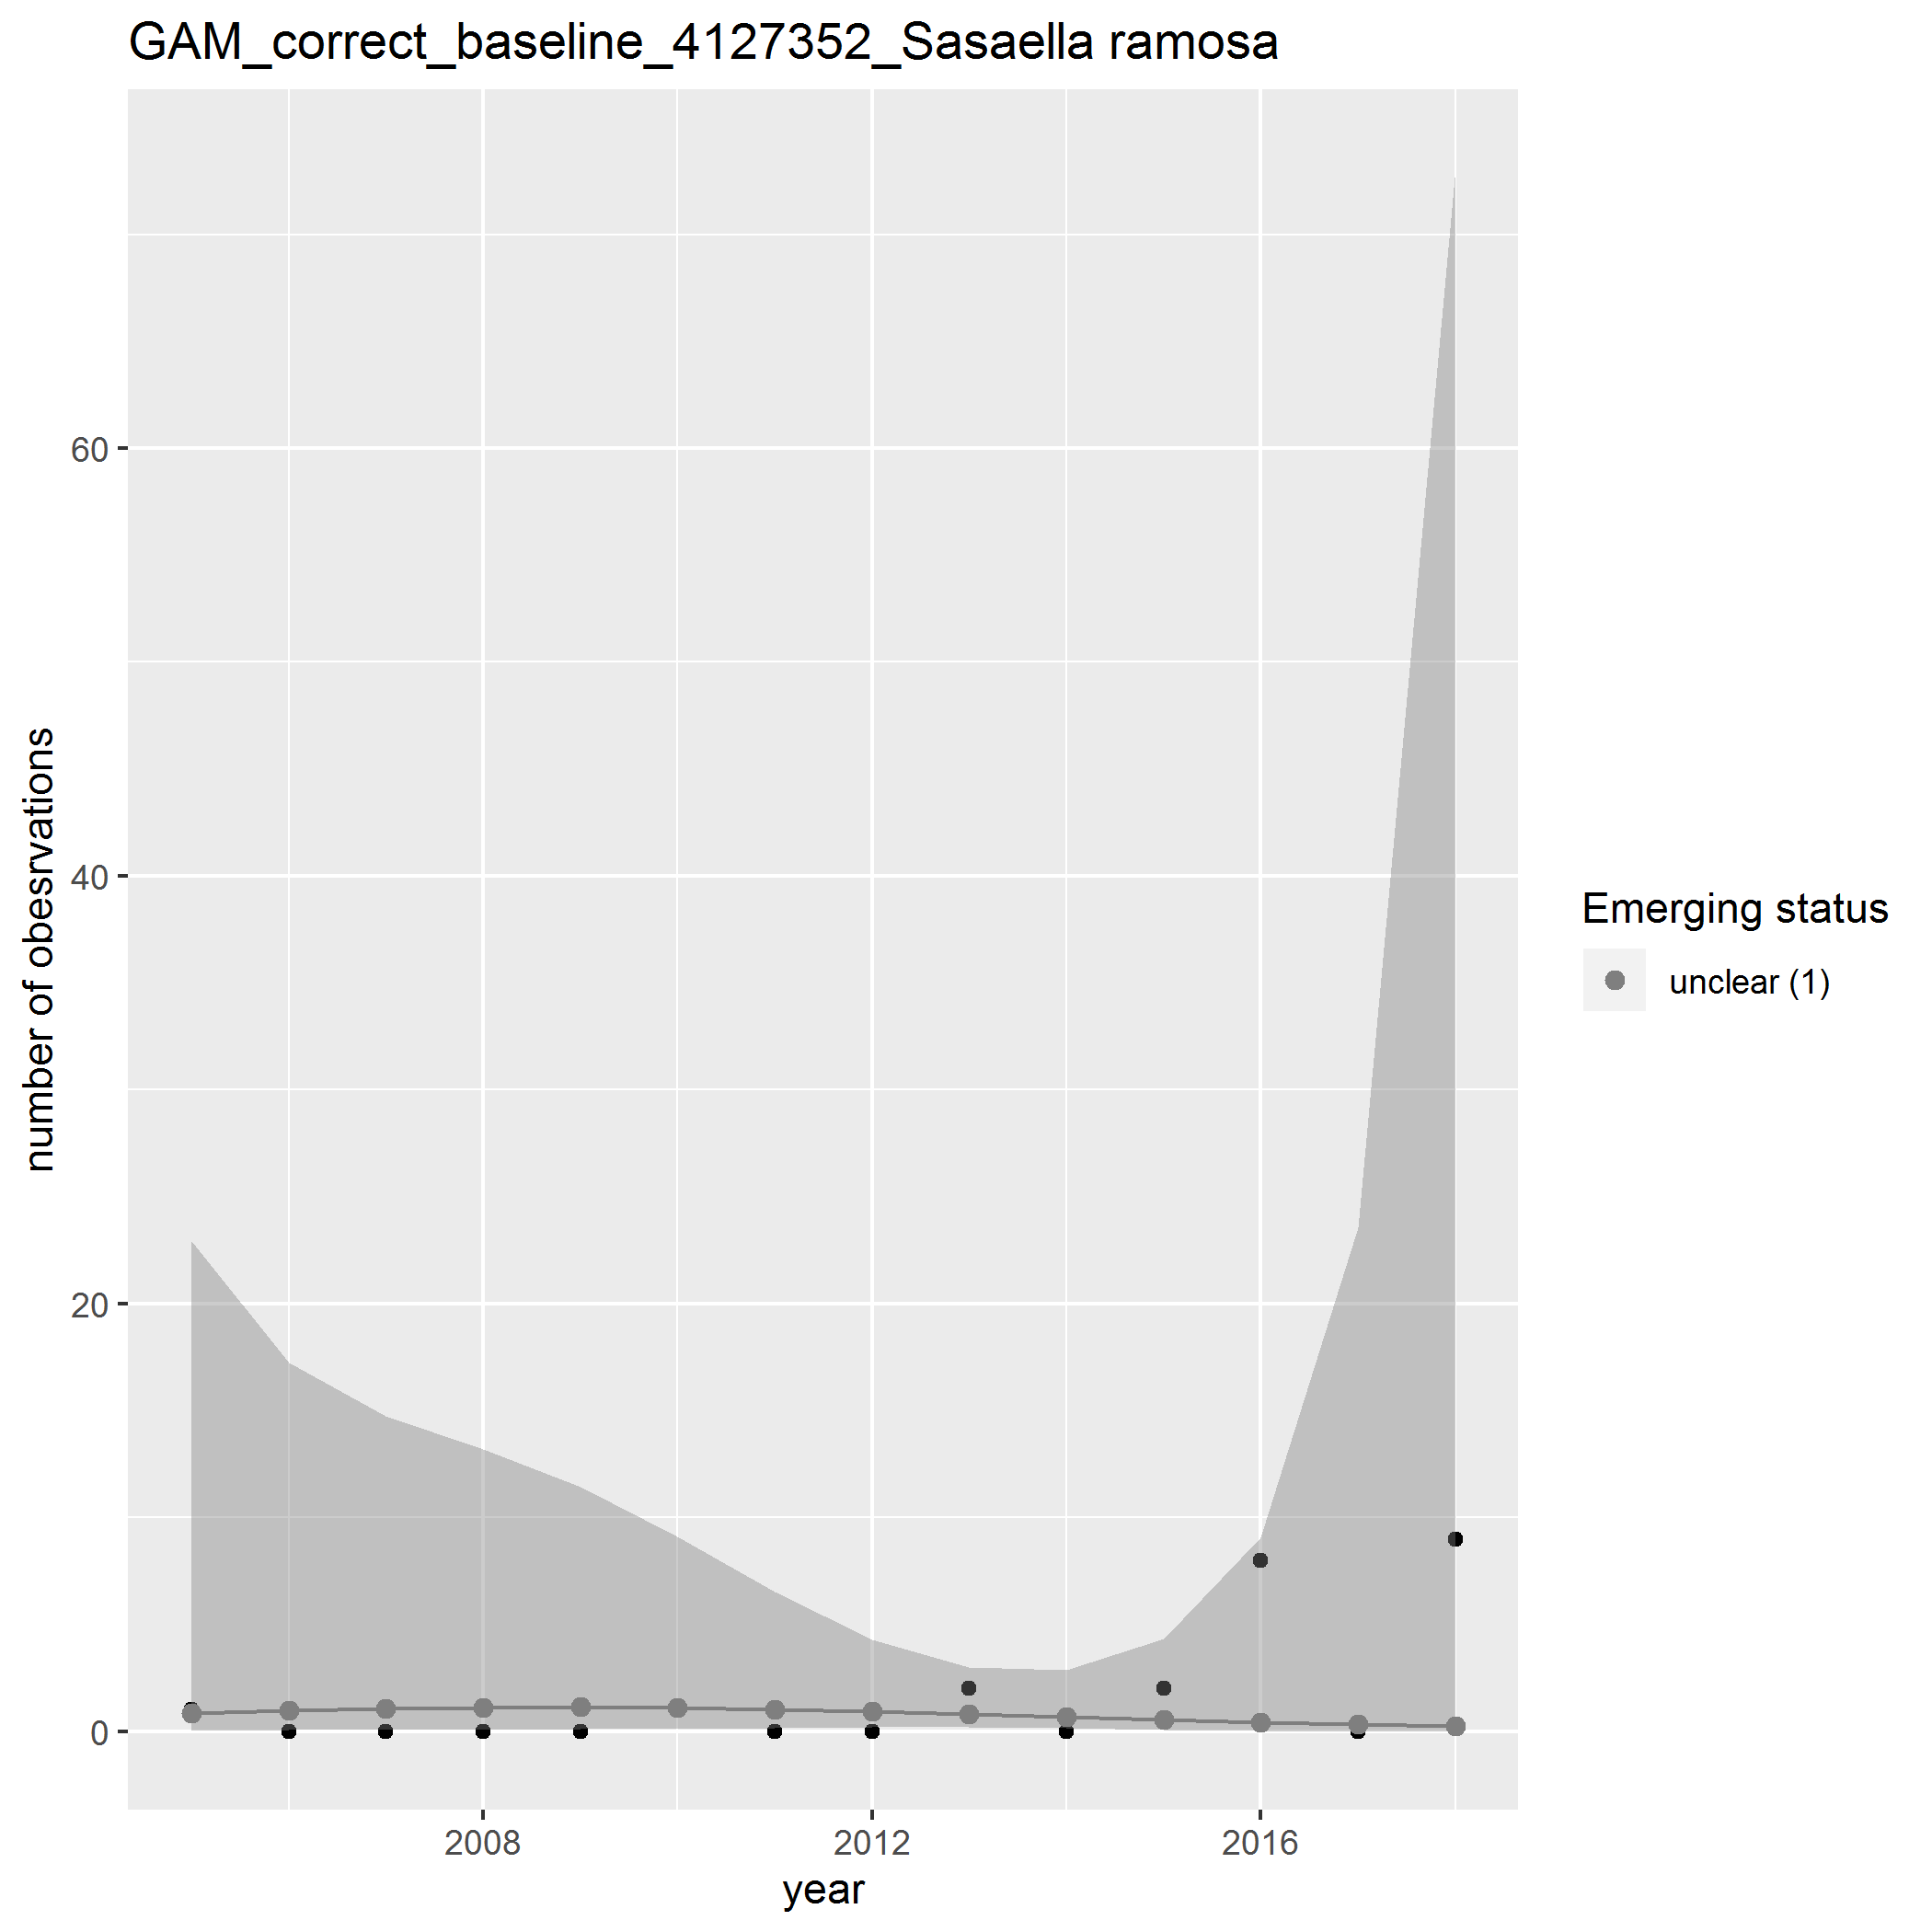 GAM_correct_baseline_4127352_Sasaella ramosa
number of obesrvations
60
40
20
0
2008
2012
2016
year
Emerging status
unclear (1)